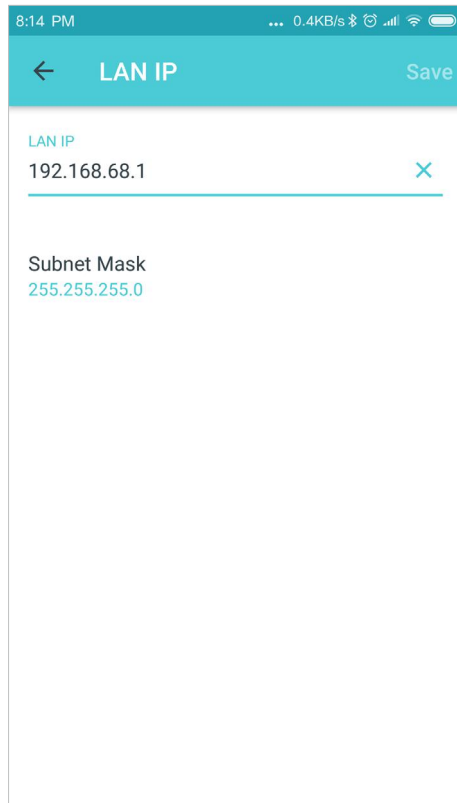 8:14 PM ... 0.4KB/s
LAN IP Save
LAN IP
192.168.68.1
Subnet Mask
255.255.255.0